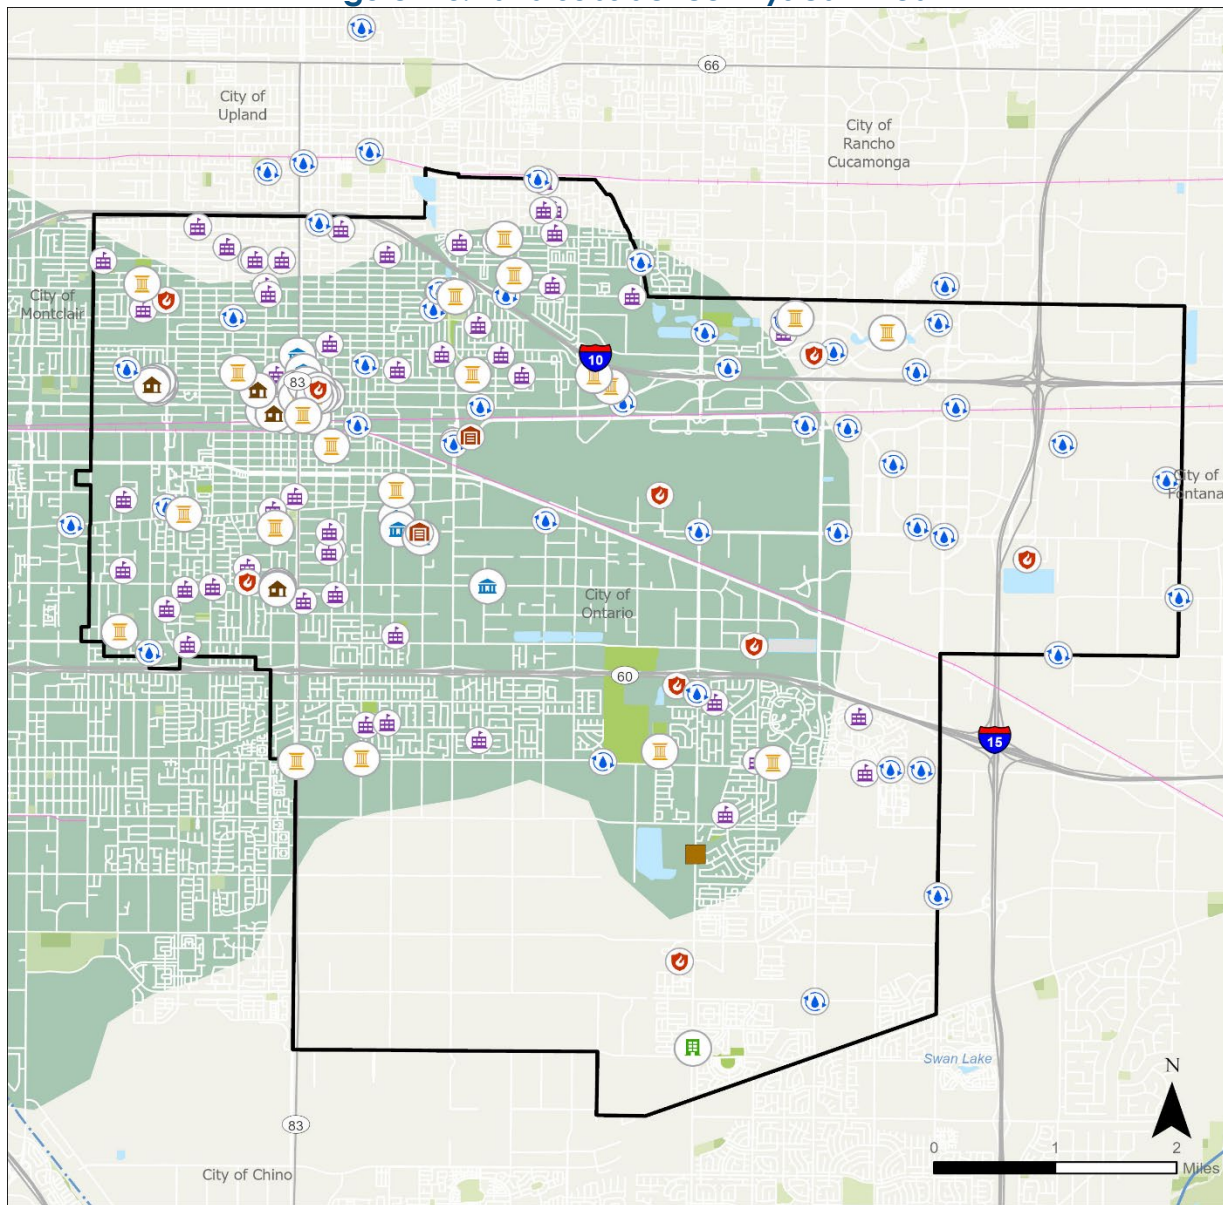 66
City of
Upland
City of
Rancho
Cucamonga
City of
Montclair
10
83
City of
Fontana
City of
Ontario
60
15
Swan Lake
N
83
0 1 2
Miles
City of Chino